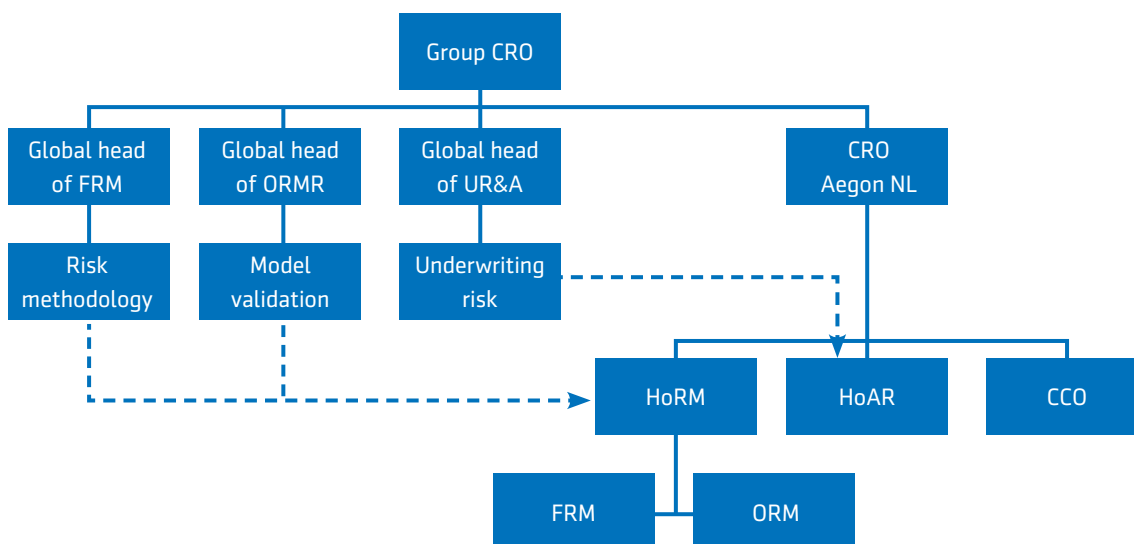 Group CRO
Global head
of FRM
Global head
of ORMR
Global head
of UR&A
CRO
Aegon NL
Risk
methodology
Model
validation
Underwriting
risk
HoRM
HoAR
CCO
FRM
ORM